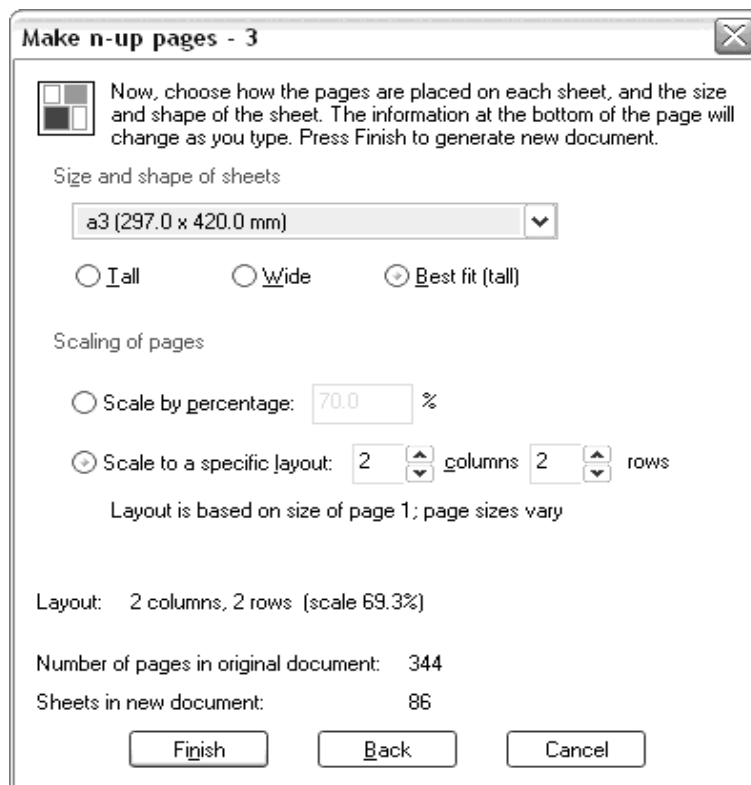 Make n-up pages - 3
Now, choose how the pages are placed on each sheet, and the size
and shape of the sheet. The information at the bottom of the page will
change as you type. Press Finish to generate new document.
Size and shape of sheets
a3 (297.0 x 420.0 mm)
Tall Wide Best fit (tall)
Scaling of pages
Scale by percentage: 70.0 %
Scale to a specific layout: 2 columns 2 rows
Layout is based on size of page 1; page sizes vary
Layout: 2 columns, 2 rows (scale 69.3%)
Number of pages in original document: 344
Sheets in new document: 86
Finish Back Cancel